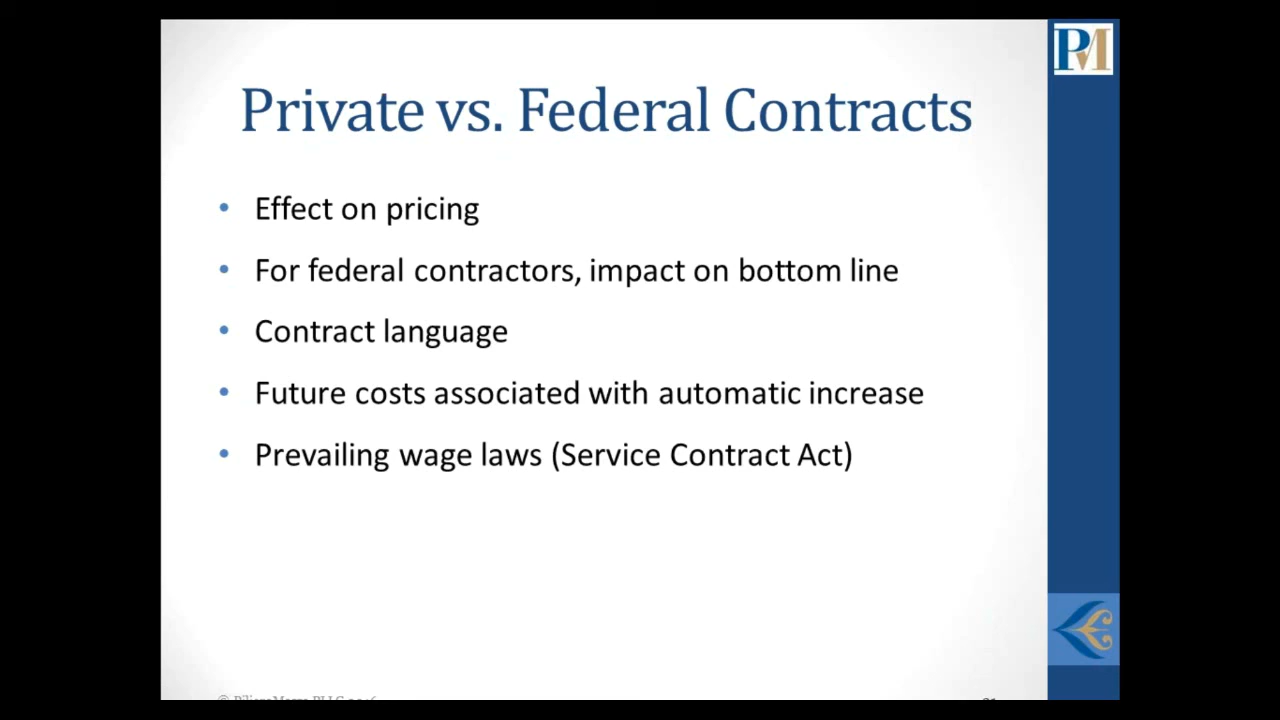 PM
Private vs. Federal Contracts
• Effect on pricing
• For federal contractors, impact on bottom line
• Contract language
• Future costs associated with automatic increase
• Prevailing wage laws (Service Contract Act)